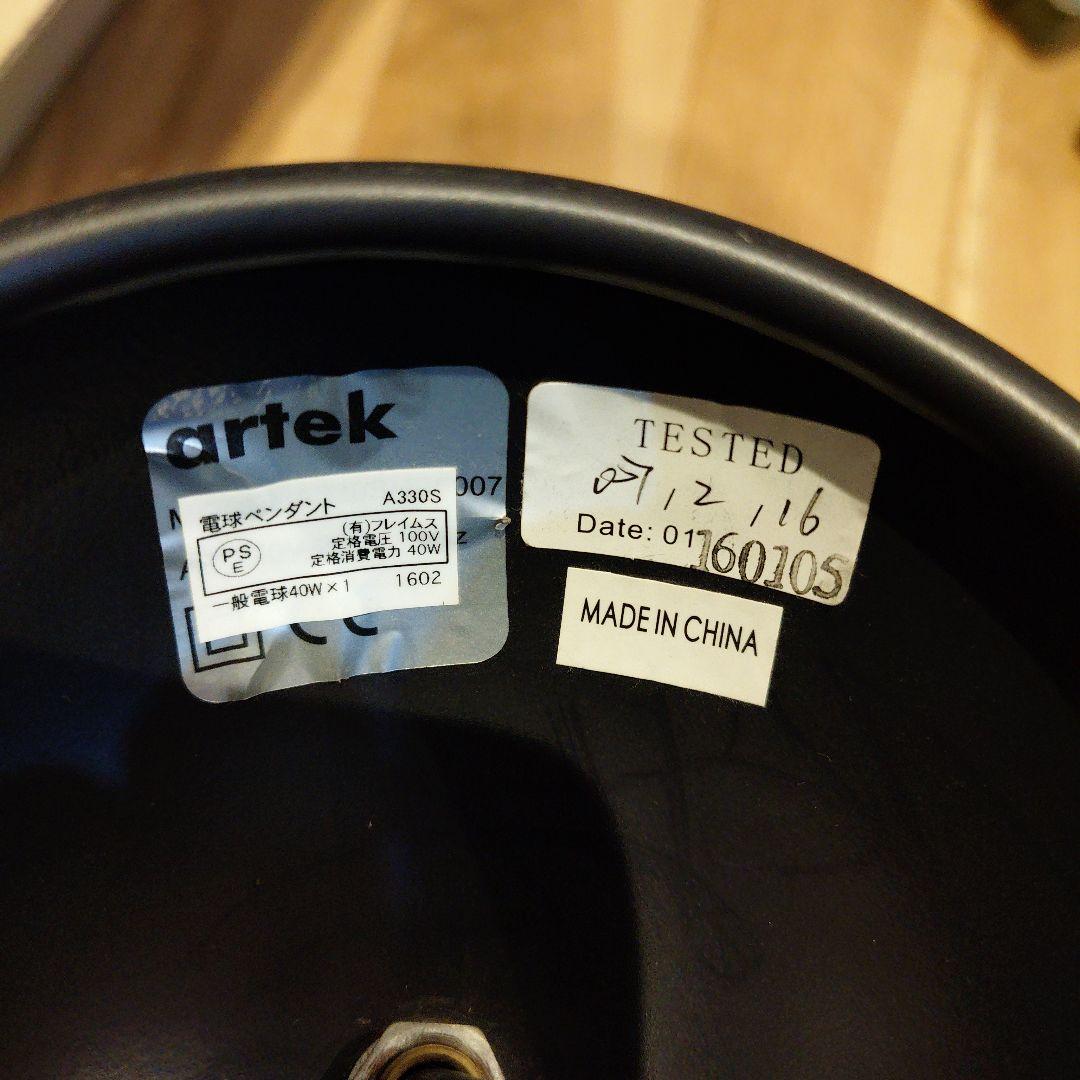 artek
007
電球ペンダント A330S
(有)フレイムス
定格電圧 100V
定格消費電力 40W
PS
E
一般電球40W×1 1602
z
CE
TESTED
,2,16
Date: 01
160105
MADE IN CHINA